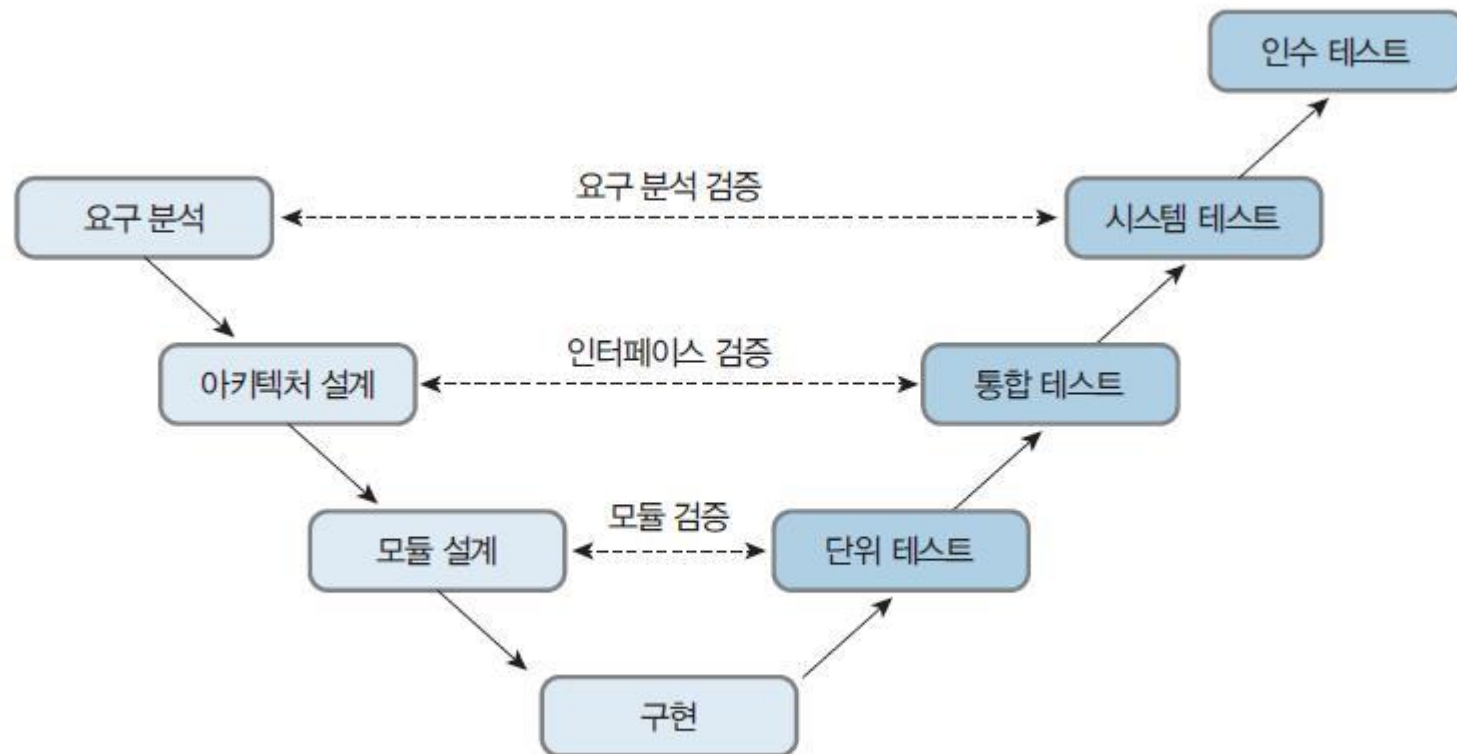 인수 테스트
요구 분석 검증
요구 분석
시스템 테스트
인터페이스 검증
아키텍처 설계
통합 테스트
모듈 검증
모듈 설계
단위 테스트
구현